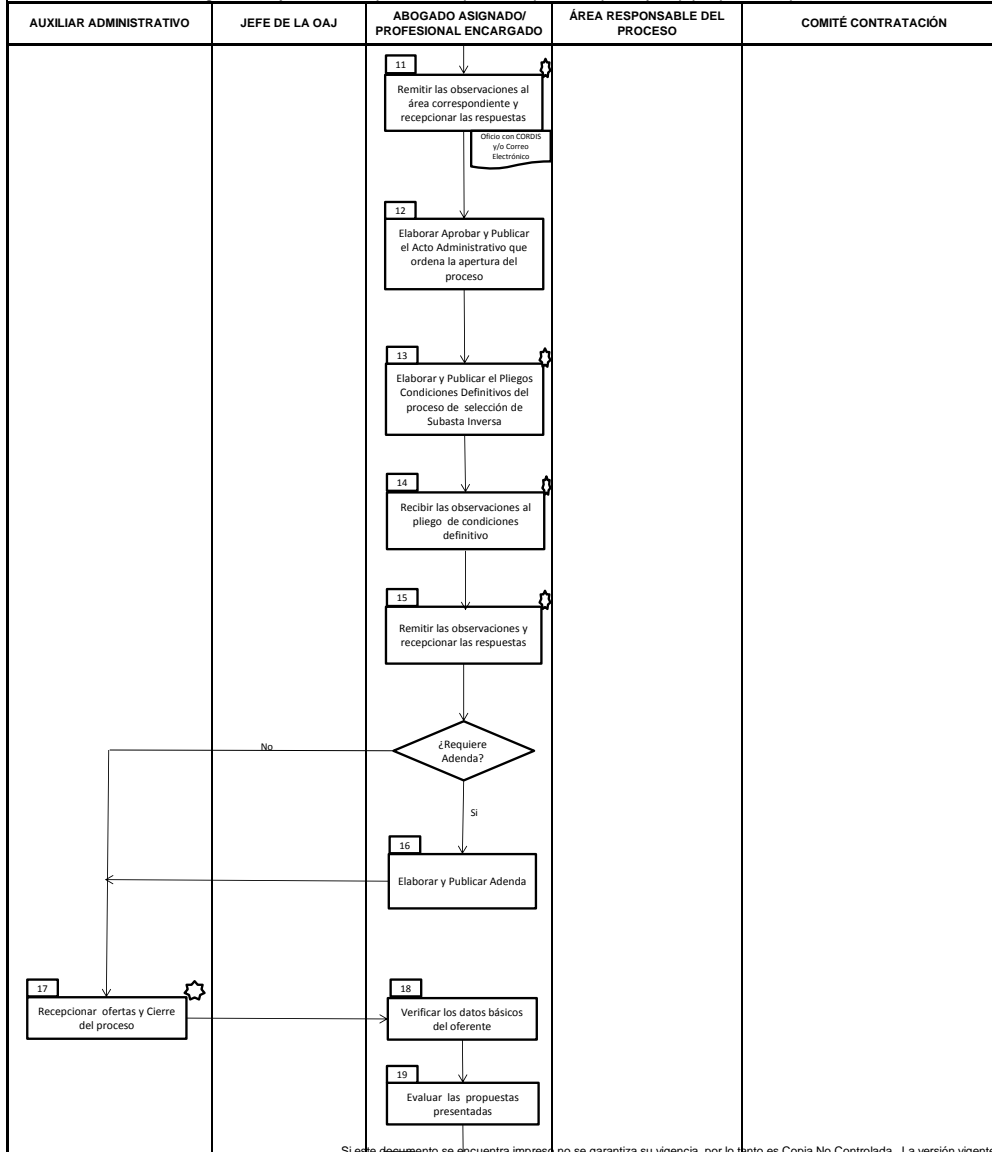 AUXILIAR ADMINISTRATIVO
JEFE DE LA OAJ
ABOGADO ASIGNADO/
PROFESIONAL ENCARGADO
ÁREA RESPONSABLE DEL
PROCESO
COMITÉ CONTRATACIÓN
11
Remitir las observaciones al
área correspondiente y
recepcionar las respuestas
Oficio con CORDIS
y/o Correo
Electrónico
12
Elaborar Aprobar y Publicar
el Acto Administrativo que
ordena la apertura del
proceso
13
Elaborar y Publicar el Pliegos
Condiciones Definitivos del
proceso de selección de
Subasta Inversa
14
Recibir las observaciones al
pliego de condiciones
definitivo
15
Remitir las observaciones y
recepcionar las respuestas
¿Requiere
Adenda?
No
Si
16
Elaborar y Publicar Adenda
17
Recepcionar ofertas y Cierre
del proceso
18
Verificar los datos básicos
del oferente
19
Evaluar las propuestas
presentadas
Si este documento se encuentra impreso no se garantiza su vigencia, por lo tanto es Copia No Controlada. La versión vigente